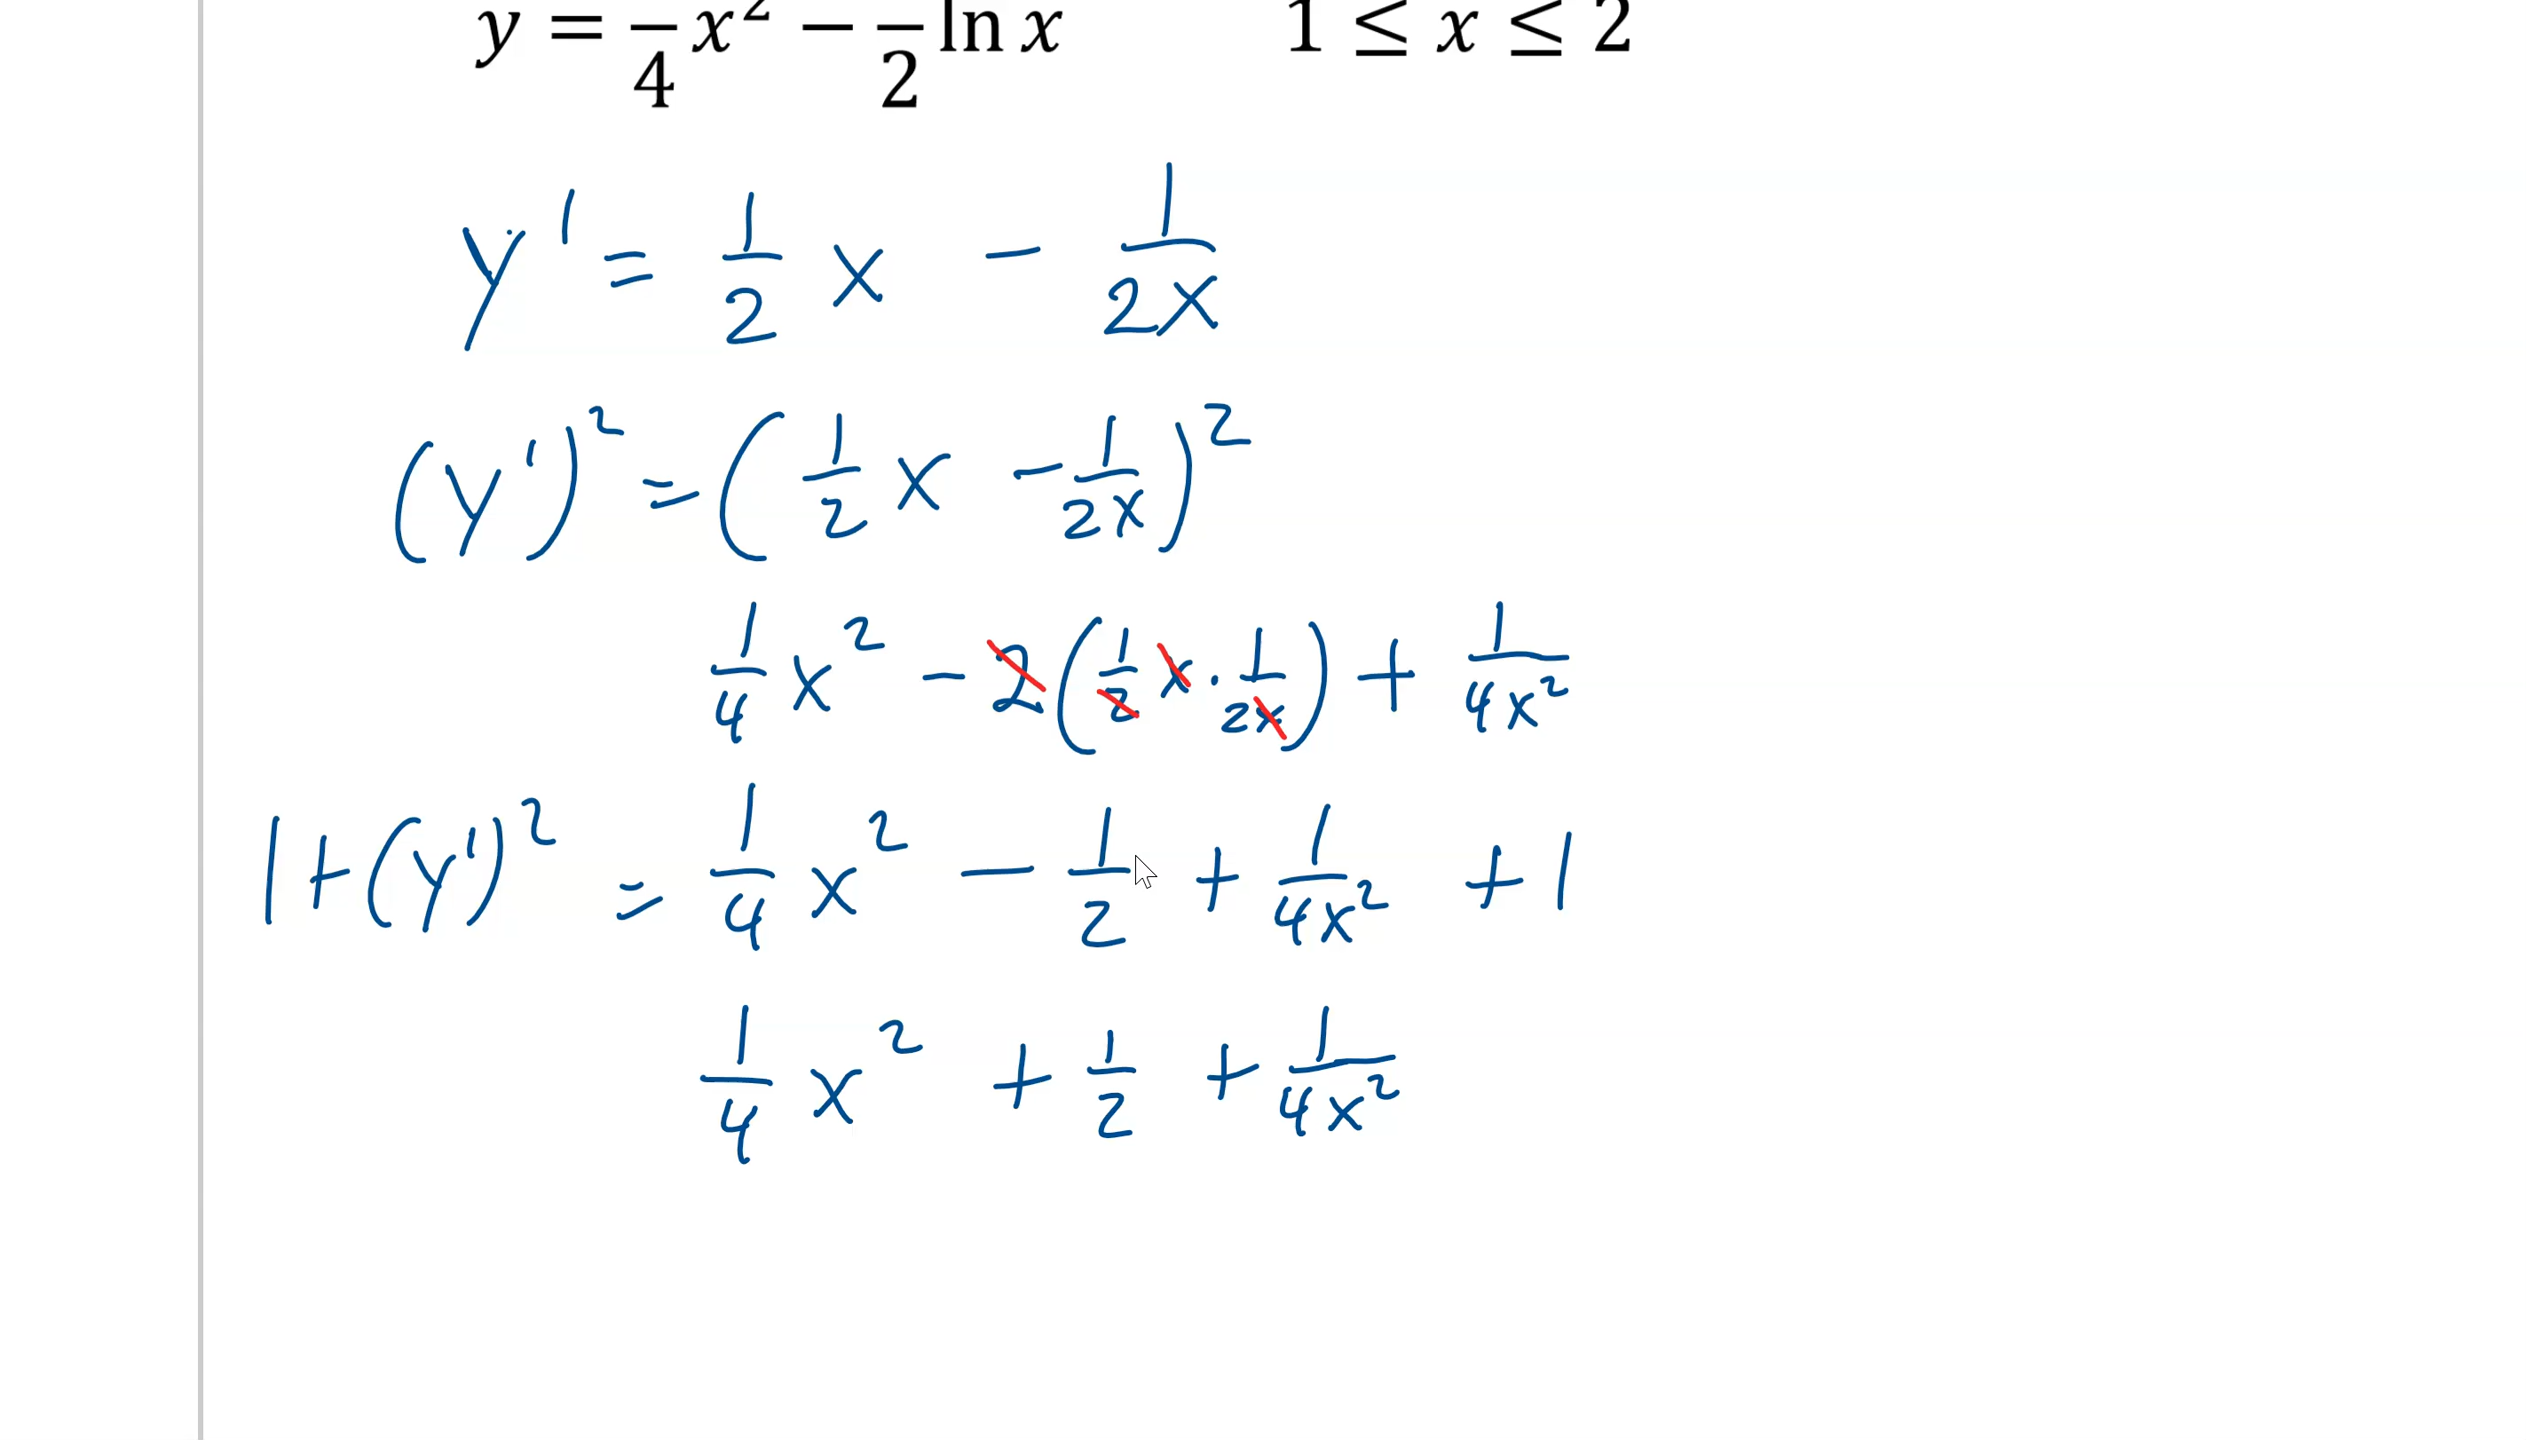 y = —/4 x² − —/2 ln x 1 ≤ x ≤ 2
y' = 1/2 x − 1/2x
(y')² = (1/2 x − 1/2x)²
1/4 x² − 2(1/2 x · 1/2x) + 1/4x²
1+(y')² = 1/4 x² − 1/2 + 1/4x² + 1
1/4 x² + 1/2 + 1/4x²